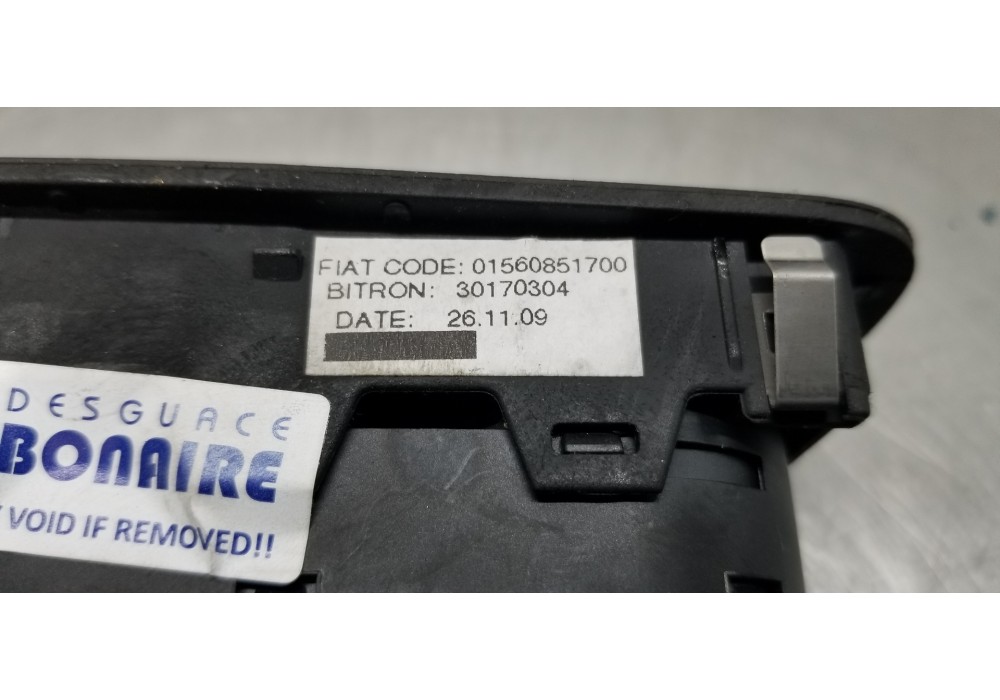 FIAT CODE: 01560851700
BITRON: 30170304
DATE: 26.11.09
DESGUACE
BONAIRE
VOID IF REMOVED!!